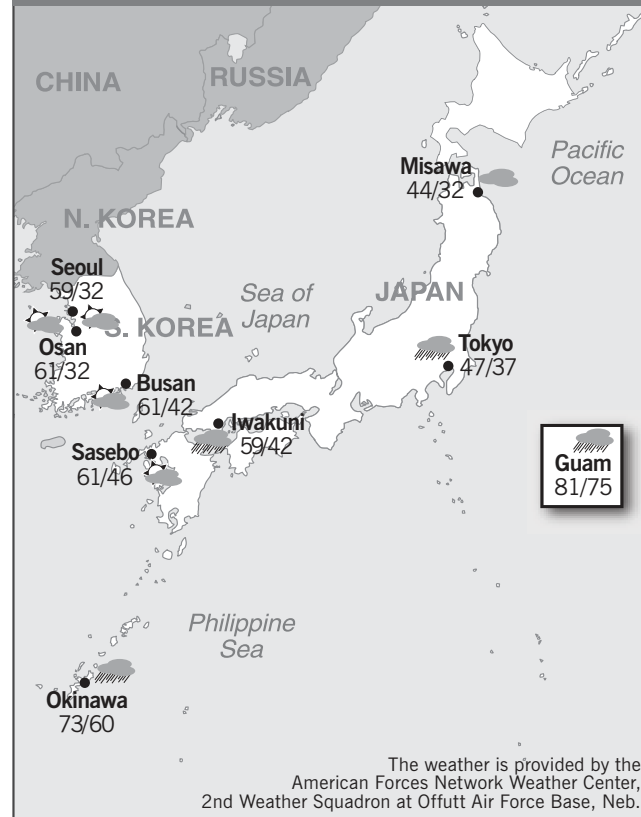 CHINA
RUSSIA
Pacific
Ocean
Misawa
44/32
N. KOREA
Seoul
59/32
Sea of
Japan
JAPAN
S. KOREA
Osan
61/32
Tokyo
47/37
Busan
61/42
Iwakuni
59/42
Sasebo
61/46
Guam
81/75
Philippine
Sea
Okinawa
73/60
The weather is provided by the
American Forces Network Weather Center,
2nd Weather Squadron at Offutt Air Force Base, Neb.